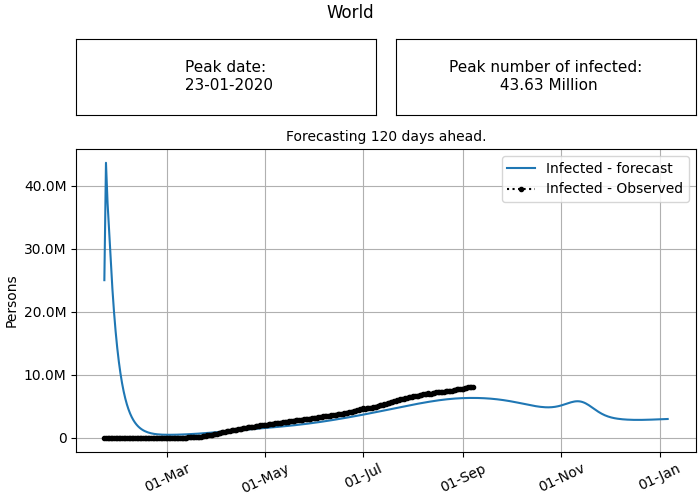 World
Peak date:
23-01-2020
Peak number of infected:
43.63 Million
Forecasting 120 days ahead.
Infected - forecast
Infected - Observed
Persons
40.0M
30.0M
20.0M
10.0M
0
01-Mar
01-May
01-Jul
01-Sep
01-Nov
01-Jan